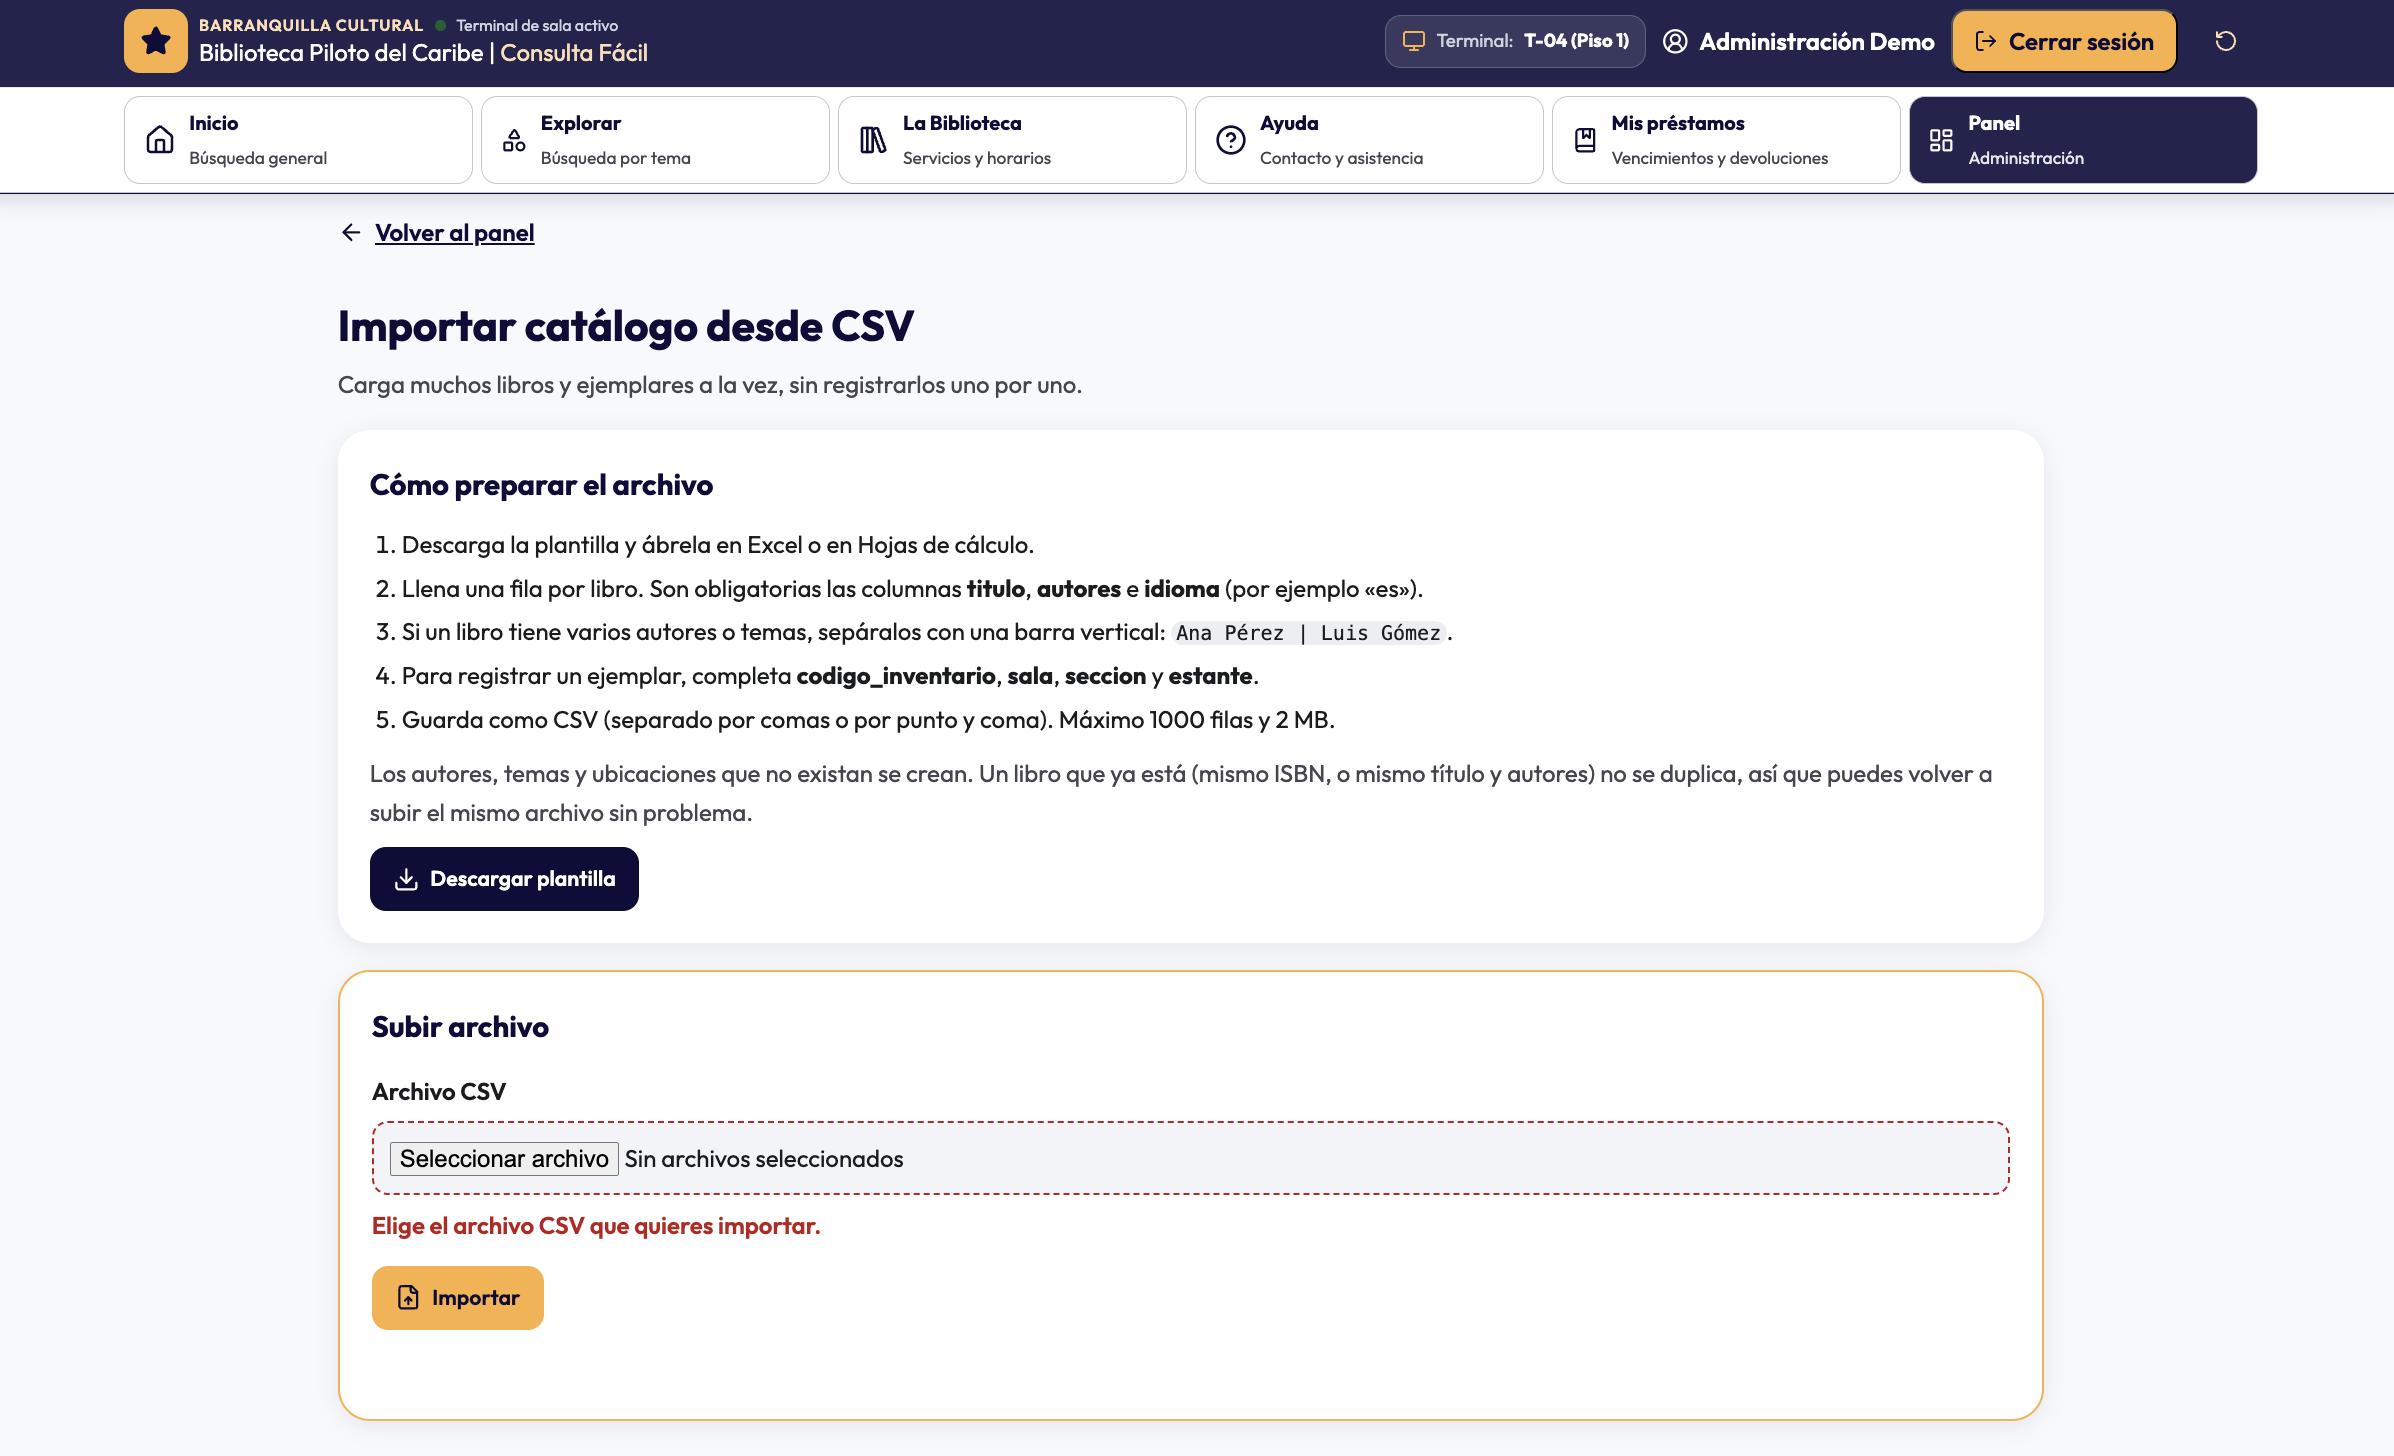 BARRANQUILLA CULTURAL Terminal de sala activo
Biblioteca Piloto del Caribe | Consulta Fácil
Terminal: T-04 (Piso 1)
Administración Demo
Cerrar sesión
Inicio
Búsqueda general
Explorar
Búsqueda por tema
La Biblioteca
Servicios y horarios
Ayuda
Contacto y asistencia
Mis préstamos
Vencimientos y devoluciones
Panel
Administración
Volver al panel
Importar catálogo desde CSV
Carga muchos libros y ejemplares a la vez, sin registrarlos uno por uno.
Cómo preparar el archivo
1. Descarga la plantilla y ábrela en Excel o en Hojas de cálculo.
2. Llena una fila por libro. Son obligatorias las columnas titulo, autores e idioma (por ejemplo «es»).
3. Si un libro tiene varios autores o temas, sepáralos con una barra vertical: Ana Pérez | Luis Gómez.
4. Para registrar un ejemplar, completa codigo_inventario, sala, seccion y estante.
5. Guarda como CSV (separado por comas o por punto y coma). Máximo 1000 filas y 2 MB.
Los autores, temas y ubicaciones que no existan se crean. Un libro que ya está (mismo ISBN, o mismo título y autores) no se duplica, así que puedes volver a
subir el mismo archivo sin problema.
Descargar plantilla
Subir archivo
Archivo CSV
Seleccionar archivo Sin archivos seleccionados
Elige el archivo CSV que quieres importar.
Importar